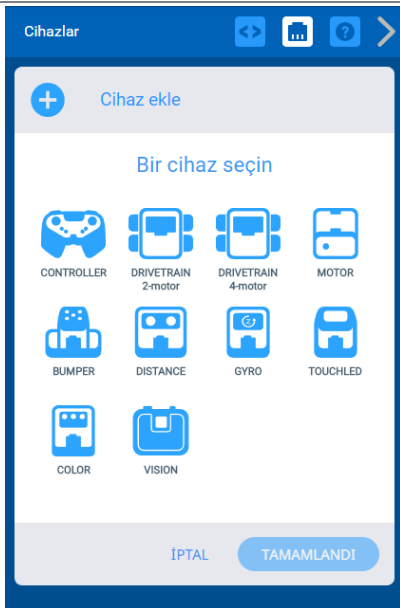 Cihazlar
Cihaz ekle
Bir cihaz seçin
CONTROLLER
DRIVETRAIN
2-motor
DRIVETRAIN
4-motor
MOTOR
BUMPER
DISTANCE
GYRO
TOUCHLED
COLOR
VISION
İPTAL
TAMAMLANDI